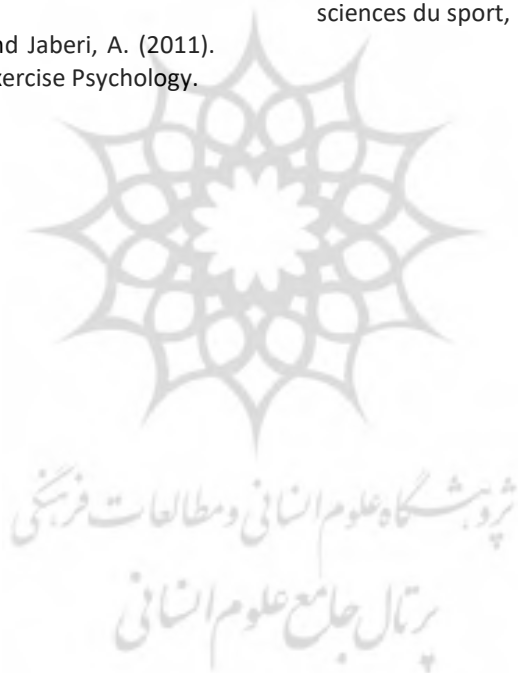 nd Jaberi, A. (2011).
xercise Psychology.
sciences du sport,
پژوهشگاه علوم انسانی و مطالعات فرهنگی
پرتال جامع علوم انسانی